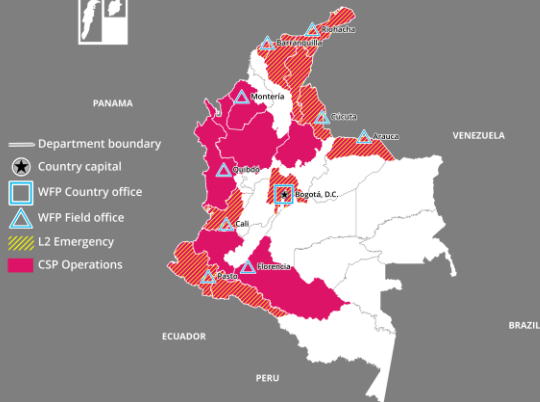 Riohacha
Barranquilla
Montería
PANAMA
Cúcuta
Arauca
VENEZUELA
Department boundary
Country capital
Quibdó
WFP Country office
Bogotá, D.C.
WFP Field office
Cali
L2 Emergency
CSP Operations
Florencia
Pasto
ECUADOR
BRAZIL
PERU